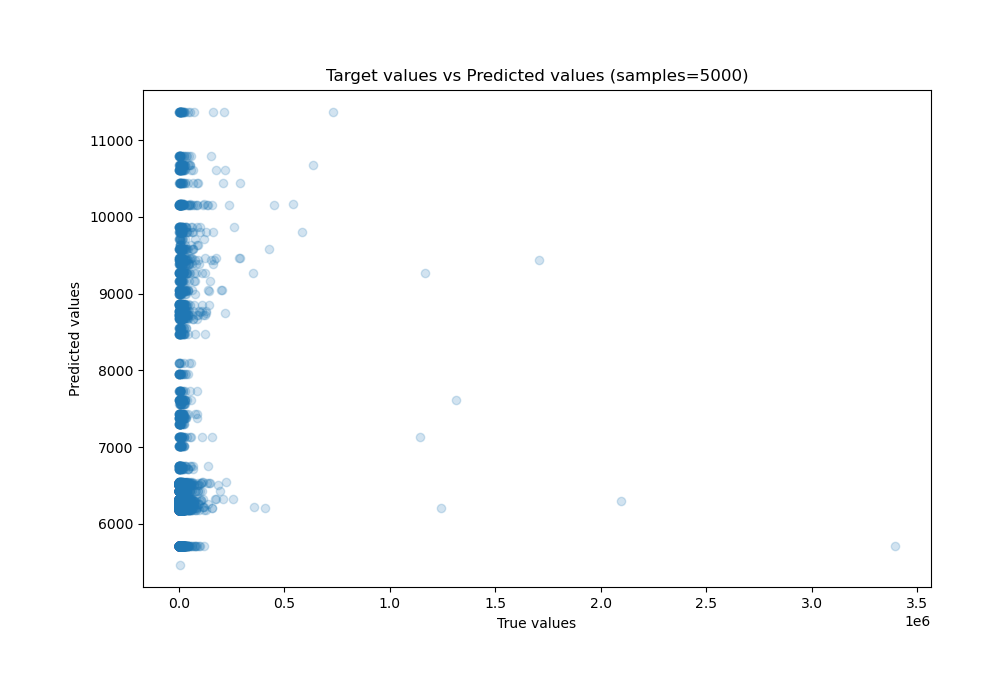 Target values vs Predicted values (samples=5000)
Predicted values
11000
10000
9000
8000
7000
6000
0.0 0.5 1.0 1.5 2.0 2.5 3.0 3.5
1e6
True values